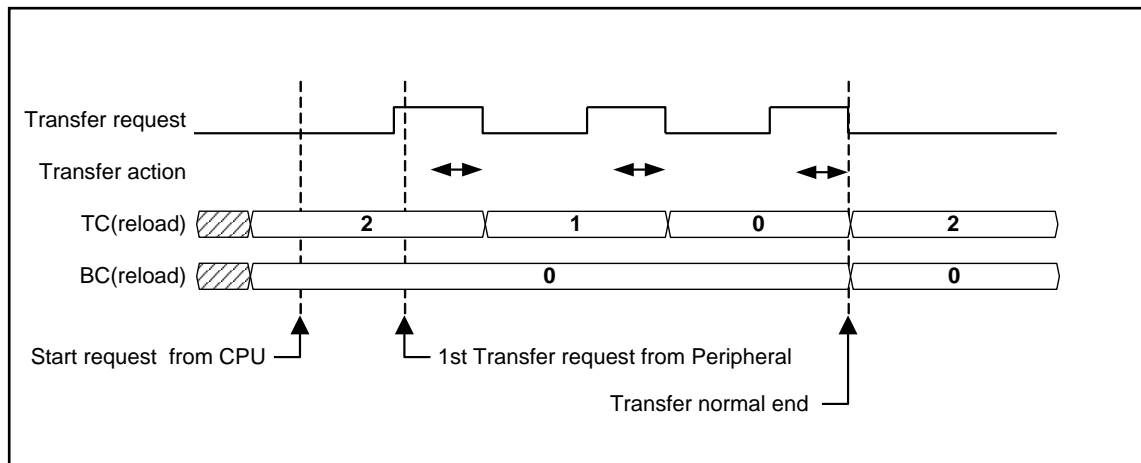 Transfer request
Transfer action
TC(reload) 2 1 0 2
BC(reload) 0 0
Start request from CPU
1st Transfer request from Peripheral
Transfer normal end